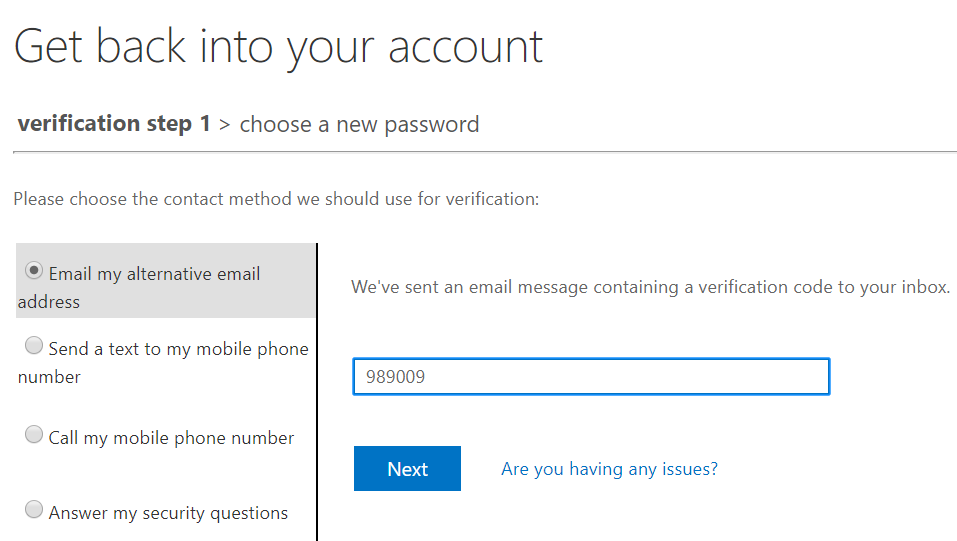 Get back into your account
verification step 1 > choose a new password
Please choose the contact method we should use for verification:
Email my alternative email
address
Send a text to my mobile phone
number
Call my mobile phone number
Answer my security questions
We've sent an email message containing a verification code to your inbox.
989009
Next
Are you having any issues?